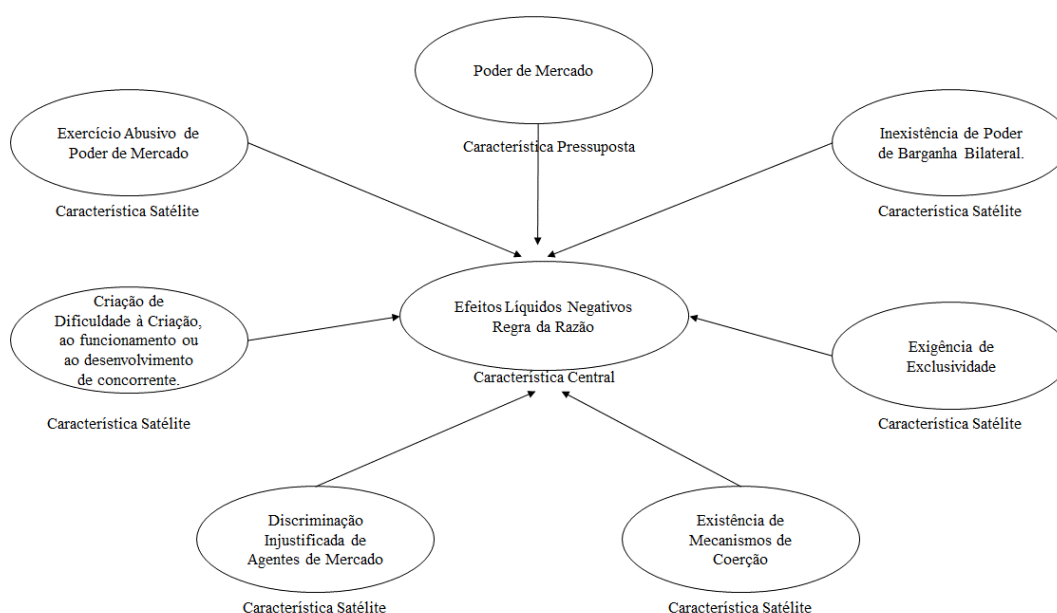 Poder de Mercado
Característica Pressuposta
Exercício Abusivo de
Poder de Mercado
Característica Satélite
Inexistência de Poder
de Barganha Bilateral.
Característica Satélite
Efeitos Líquidos Negativos
Regra da Razão
Característica Central
Criação de
Dificuldade à Criação,
ao funcionamento ou
ao desenvolvimento
de concorrente.
Característica Satélite
Exigência de
Exclusividade
Característica Satélite
Discriminação
Injustificada de
Agentes de Mercado
Característica Satélite
Existência de
Mecanismos de
Coerção
Característica Satélite